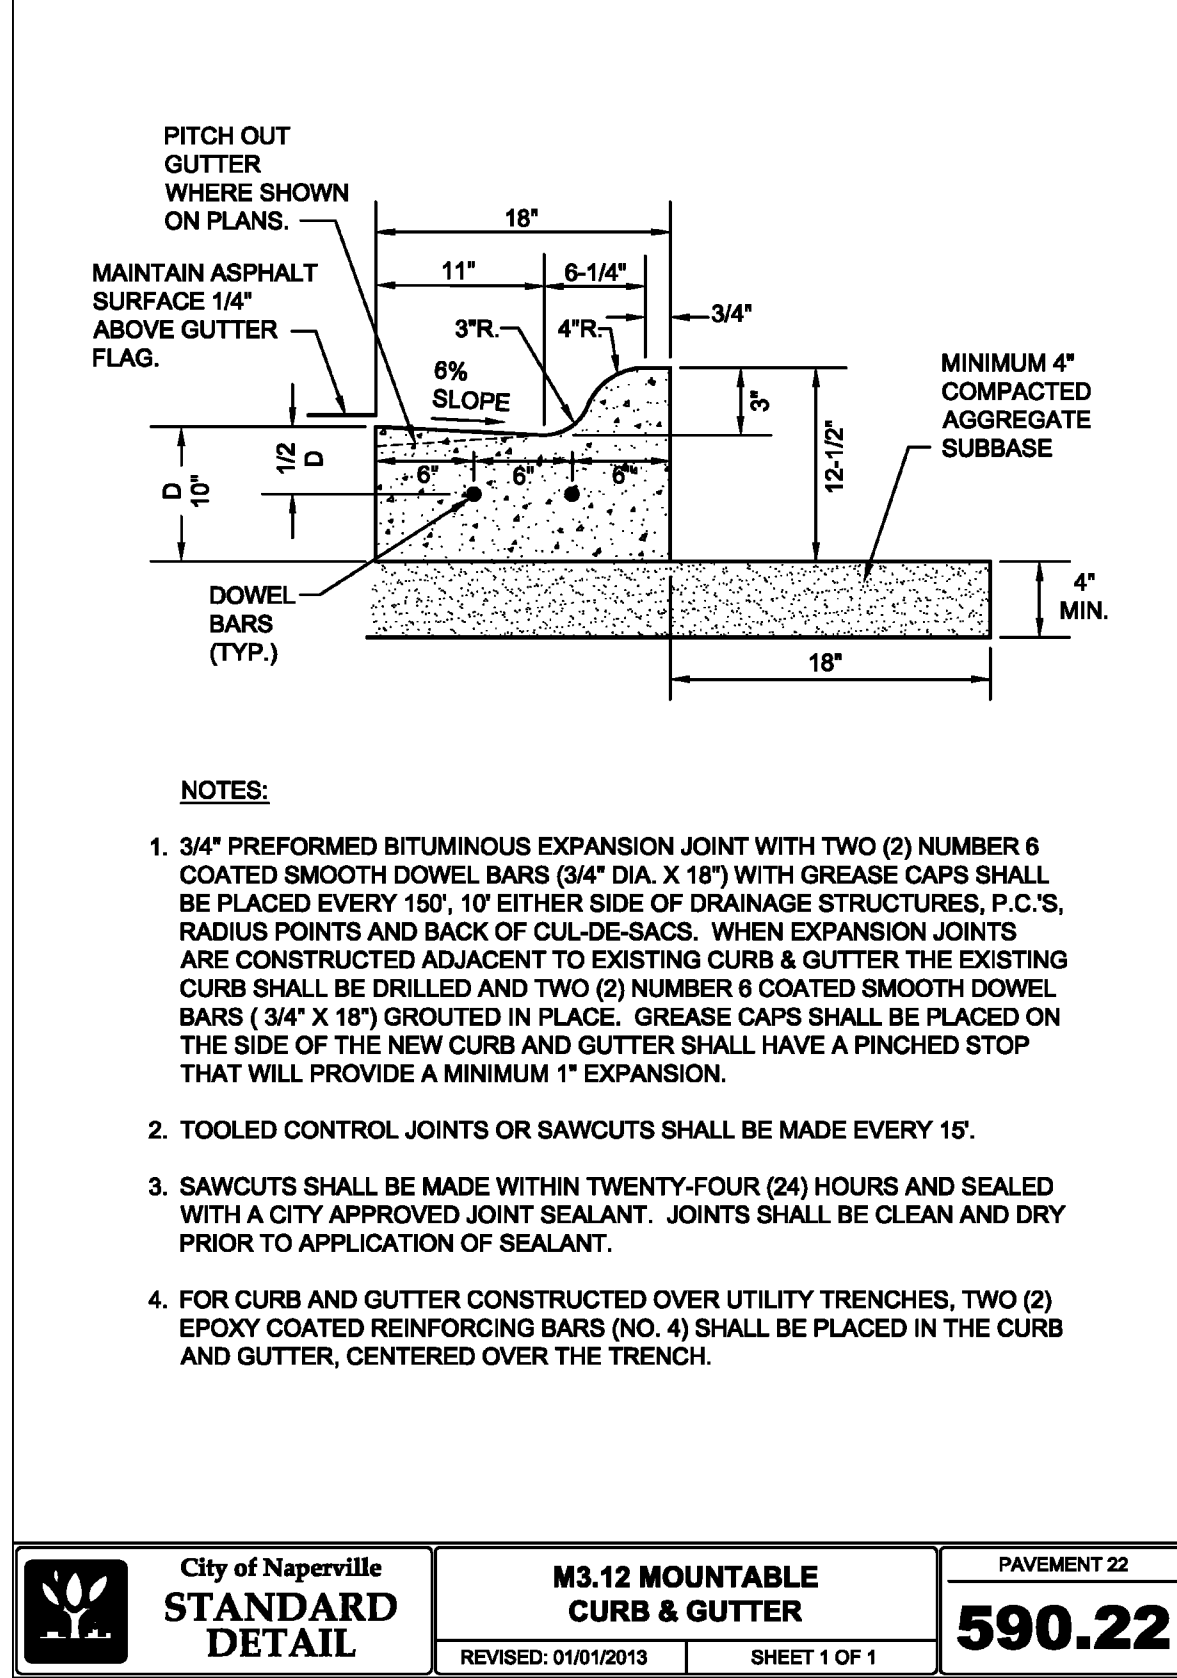 PITCH OUT
GUTTER
WHERE SHOWN
ON PLANS.
18"
MAINTAIN ASPHALT
SURFACE 1/4"
ABOVE GUTTER
FLAG.
11"
6-1/4"
3/4"
3"R.
4"R.
6%
SLOPE
MINIMUM 4"
COMPACTED
AGGREGATE
SUBBASE
3"
12-1/2"
1/2
D
D
10"
6"
6"
6"
DOWEL
BARS
(TYP.)
4"
MIN.
18"
NOTES:
1. 3/4" PREFORMED BITUMINOUS EXPANSION JOINT WITH TWO (2) NUMBER 6
COATED SMOOTH DOWEL BARS (3/4" DIA. X 18") WITH GREASE CAPS SHALL
BE PLACED EVERY 150', 10' EITHER SIDE OF DRAINAGE STRUCTURES, P.C.'S,
RADIUS POINTS AND BACK OF CUL-DE-SACS. WHEN EXPANSION JOINTS
ARE CONSTRUCTED ADJACENT TO EXISTING CURB & GUTTER THE EXISTING
CURB SHALL BE DRILLED AND TWO (2) NUMBER 6 COATED SMOOTH DOWEL
BARS ( 3/4" X 18") GROUTED IN PLACE. GREASE CAPS SHALL BE PLACED ON
THE SIDE OF THE NEW CURB AND GUTTER SHALL HAVE A PINCHED STOP
THAT WILL PROVIDE A MINIMUM 1" EXPANSION.
2. TOOLED CONTROL JOINTS OR SAWCUTS SHALL BE MADE EVERY 15'.
3. SAWCUTS SHALL BE MADE WITHIN TWENTY-FOUR (24) HOURS AND SEALED
WITH A CITY APPROVED JOINT SEALANT. JOINTS SHALL BE CLEAN AND DRY
PRIOR TO APPLICATION OF SEALANT.
4. FOR CURB AND GUTTER CONSTRUCTED OVER UTILITY TRENCHES, TWO (2)
EPOXY COATED REINFORCING BARS (NO. 4) SHALL BE PLACED IN THE CURB
AND GUTTER, CENTERED OVER THE TRENCH.
City of Naperville
STANDARD
DETAIL
M3.12 MOUNTABLE
CURB & GUTTER
REVISED: 01/01/2013
SHEET 1 OF 1
PAVEMENT 22
590.22